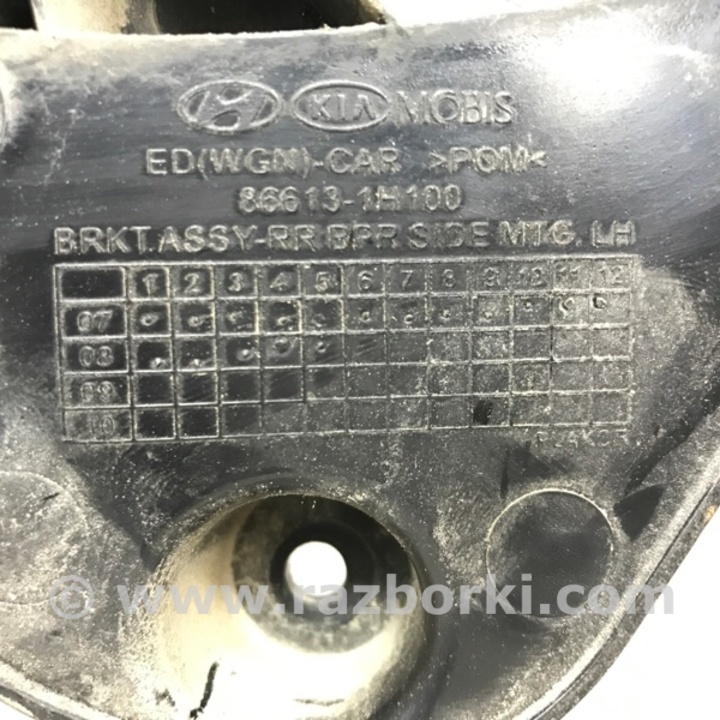 KIA MOBIS
ED(WGN)-CAR >POM<
86613-1H100
BRKT.ASSY-RR BPR SIDE MTG. LH
1 2 3 4 5 6 7 8 9 10 11 12
07
08
09
10
© www.razborki.com